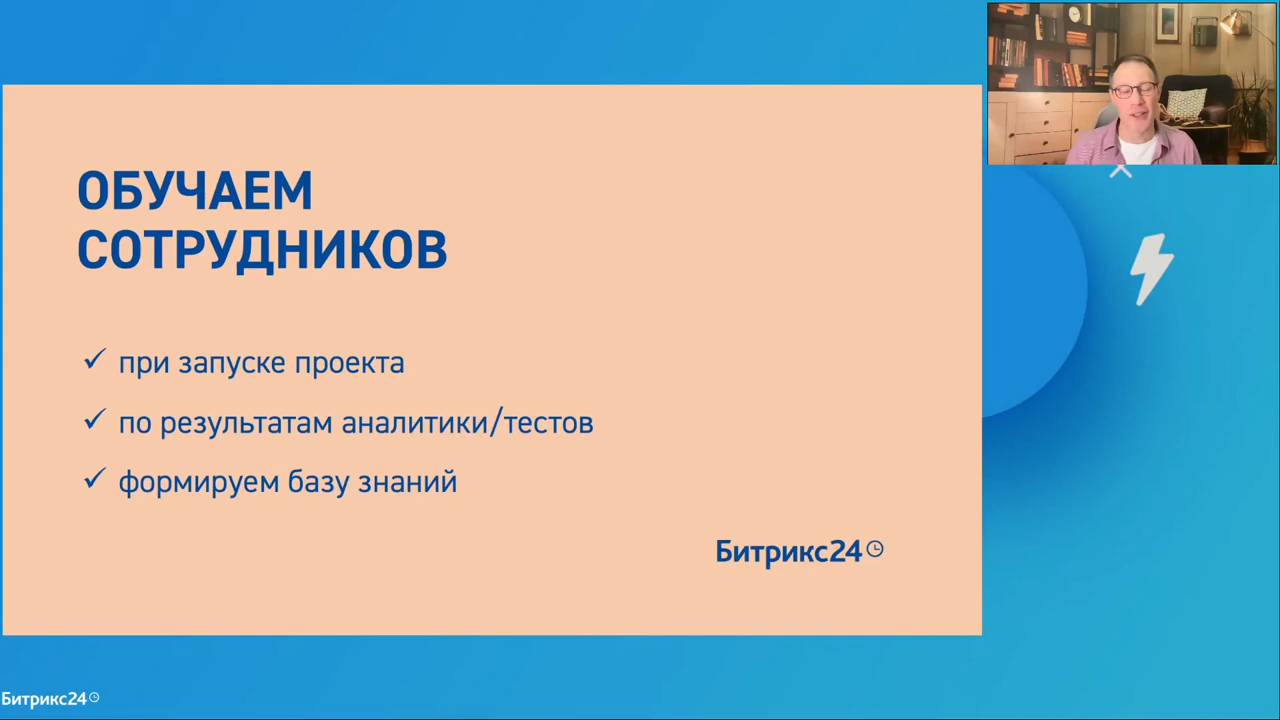 ОБУЧАЕМ
СОТРУДНИКОВ
✓ при запуске проекта
✓ по результатам аналитики/тестов
✓ формируем базу знаний
Битрикс24
Битрикс24